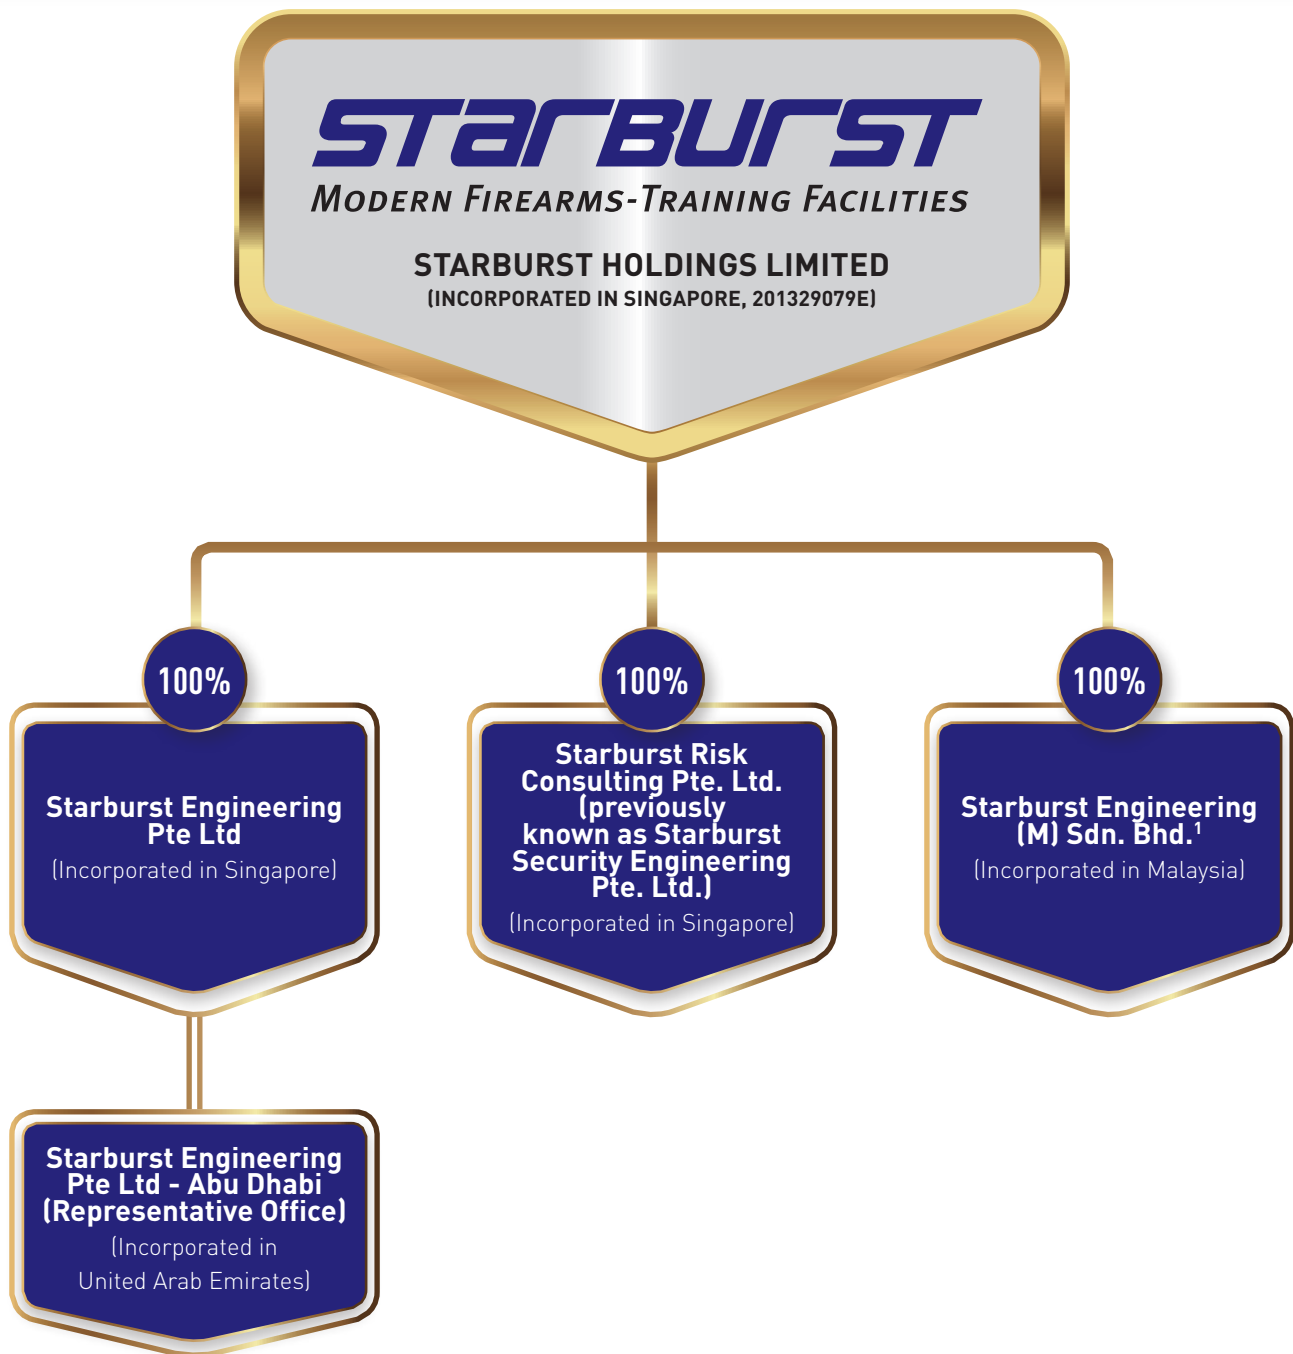 STarBUrST
MODERN FIREARMS-TRAINING FACILITIES
STARBURST HOLDINGS LIMITED
(INCORPORATED IN SINGAPORE, 201329079E)
100%
100%
100%
Starburst Engineering
Pte Ltd
(Incorporated in Singapore)
Starburst Risk
Consulting Pte. Ltd.
(previously
known as Starburst
Security Engineering
Pte. Ltd.)
(Incorporated in Singapore)
Starburst Engineering
(M) Sdn. Bhd.¹
(Incorporated in Malaysia)
Starburst Engineering
Pte Ltd - Abu Dhabi
(Representative Office)
(Incorporated in
United Arab Emirates)